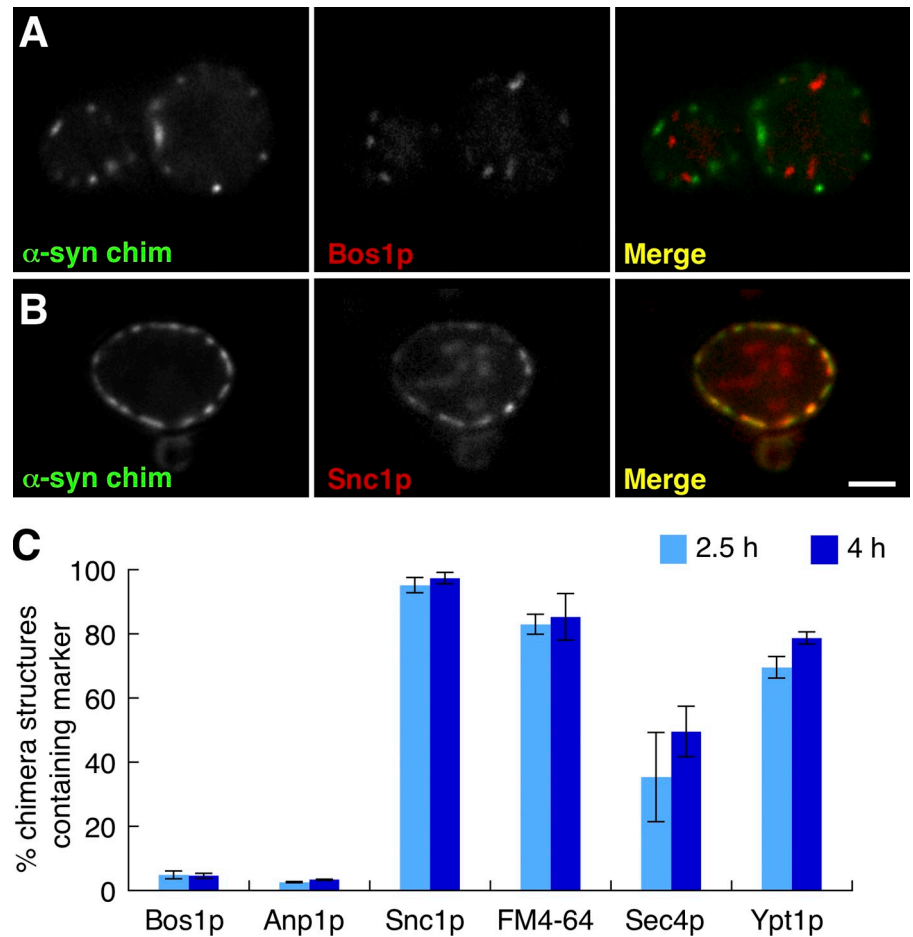 A
α-syn chim
Bos1p
Merge
B
α-syn chim
Snc1p
Merge
C
2.5 h
4 h
% chimera structures
containing marker
100
80
60
40
20
0
Bos1p
Anp1p
Snc1p
FM4-64
Sec4p
Ypt1p